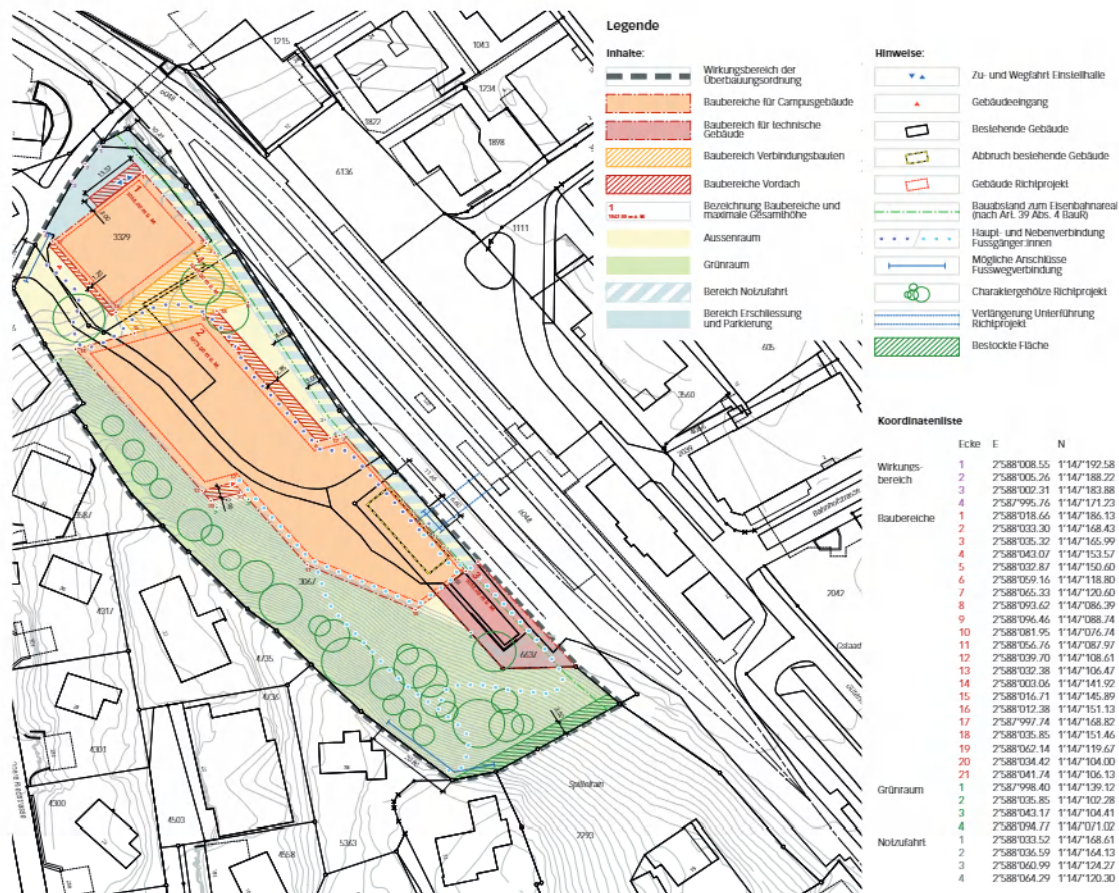 Legende
Inhalte:
Wirkungsbereich der
Überbauungsordnung
Baubereiche für Campusgebäude
Baubereich für technische
Gebäude
Baubereich Verbindungsbauten
Baubereiche Vordach
1
Bezeichnung Baubereiche und
maximale Gesamthöhe
Aussenraum
Grünraum
Bereich Notzufahrt
Bereich Erschliessung
und Parkierung
Hinweise:
Zu- und Wegfahrt Einstellhalle
Gebäudeeingang
Bestehende Gebäude
Abbruch bestehende Gebäude
Gebäude Richtprojekt
Bauabstand zum Eisenbahnareal
(nach Art. 39 Abs. 4 BauR)
Haupt- und Nebenverbindung
Fussgänger:innen
Mögliche Anschlüsse
Fusswegverbindung
Charaktergehölze Richtprojekt
Verlängerung Unterführung
Richtprojekt
Bestockte Fläche
Koordinatenliste
Ecke E N
Wirkungs-
bereich
1 2'588'008.55 1'147'192.58
2 2'588'005.26 1'147'188.22
3 2'588'002.31 1'147'183.88
4 2'587'995.76 1'147'171.23
Baubereiche
1 2'588'018.66 1'147'186.13
2 2'588'033.30 1'147'168.43
3 2'588'035.32 1'147'165.99
4 2'588'043.07 1'147'153.57
5 2'588'032.87 1'147'150.60
6 2'588'059.16 1'147'118.80
7 2'588'065.33 1'147'120.60
8 2'588'093.62 1'147'086.39
9 2'588'096.46 1'147'088.74
10 2'588'081.95 1'147'076.74
11 2'588'056.76 1'147'087.97
12 2'588'039.70 1'147'108.61
13 2'588'032.38 1'147'106.47
14 2'588'003.06 1'147'141.92
15 2'588'016.71 1'147'145.89
16 2'588'012.38 1'147'151.13
17 2'587'997.74 1'147'168.82
18 2'588'035.85 1'147'151.46
19 2'588'062.14 1'147'119.67
20 2'588'034.42 1'147'104.00
21 2'588'041.74 1'147'106.13
Grünraum
1 2'587'998.40 1'147'139.12
2 2'588'035.85 1'147'102.28
3 2'588'043.17 1'147'104.41
4 2'588'094.77 1'147'071.02
Notzufahrt
1 2'588'033.52 1'147'168.61
2 2'588'036.59 1'147'164.13
3 2'588'060.99 1'147'124.27
4 2'588'064.29 1'147'120.30
1215
1043
1234
6048
1822
1898
6136
1111
3329
1
2
605
3560
6048
2042
3587
3067
3
6637
4317
4735
4836
4301
4300
4503
4558
5363
2293
Spittelrain